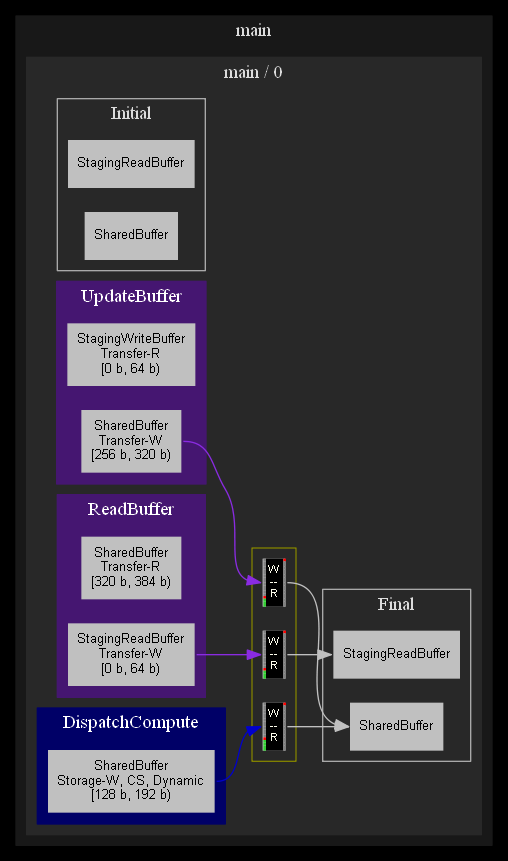 main
main / 0
Initial
StagingReadBuffer
SharedBuffer
UpdateBuffer
StagingWriteBuffer
Transfer-R
[0 b, 64 b)
SharedBuffer
Transfer-W
[256 b, 320 b)
ReadBuffer
SharedBuffer
Transfer-R
[320 b, 384 b)
StagingReadBuffer
Transfer-W
[0 b, 64 b)
DispatchCompute
SharedBuffer
Storage-W, CS, Dynamic
[128 b, 192 b)
W
--
R
W
--
R
W
--
R
Final
StagingReadBuffer
SharedBuffer